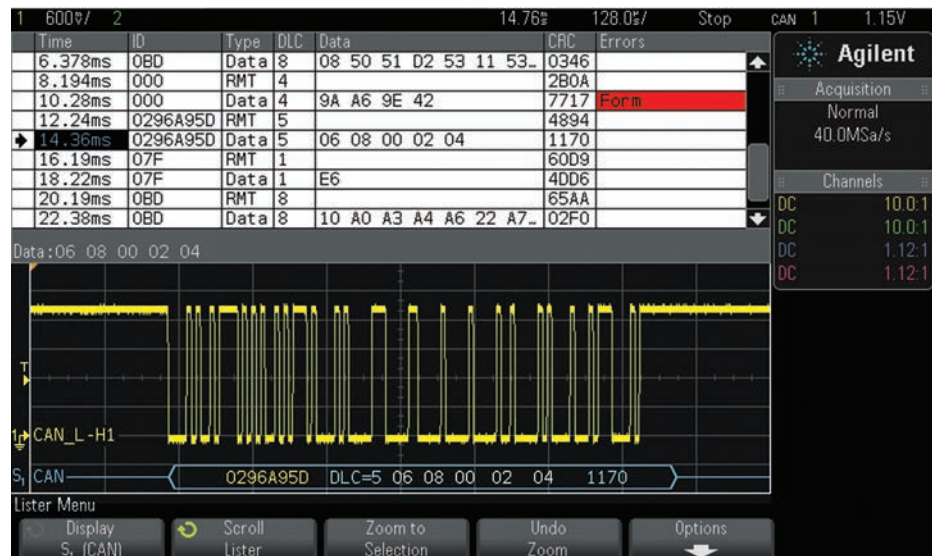 1 600▽/ 2 14.76ms 128.0us/ Stop CAN 1 1.15V
Time ID Type DLC Data CRC Errors
6.378ms 0BD Data 8 08 50 51 D2 53 11 53… 0346
8.194ms 000 RMT 4 2B0A
10.28ms 000 Data 4 9A A6 9E 42 7717 Form
12.24ms 0296A95D RMT 5 4894
14.36ms 0296A95D Data 5 06 08 00 02 04 1170
16.19ms 07F RMT 1 60D9
18.22ms 07F Data 1 E6 4DD6
20.19ms 0BD RMT 8 65AA
22.38ms 0BD Data 8 10 A0 A3 A4 A6 22 A7… 02F0
Agilent
Acquisition
Normal
40.0MSa/s
Channels
DC 10.0:1
DC 10.0:1
DC 1.12:1
DC 1.12:1
Data:06 08 00 02 04
T
1 CAN_L-H1
S1 CAN 0296A95D DLC=5 06 08 00 02 04 1170
Lister Menu
Display
S1 (CAN)
Scroll
Lister
Zoom to
Selection
Undo
Zoom
Options